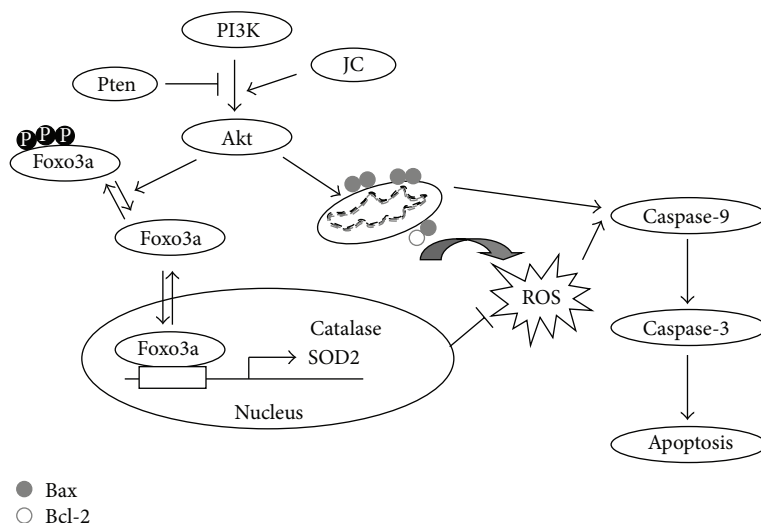 PI3K
Pten
JC
P P P
Akt
Foxo3a
Foxo3a
Caspase-9
ROS
Catalase
Foxo3a
SOD2
Caspase-3
Nucleus
Apoptosis
Bax
Bcl-2